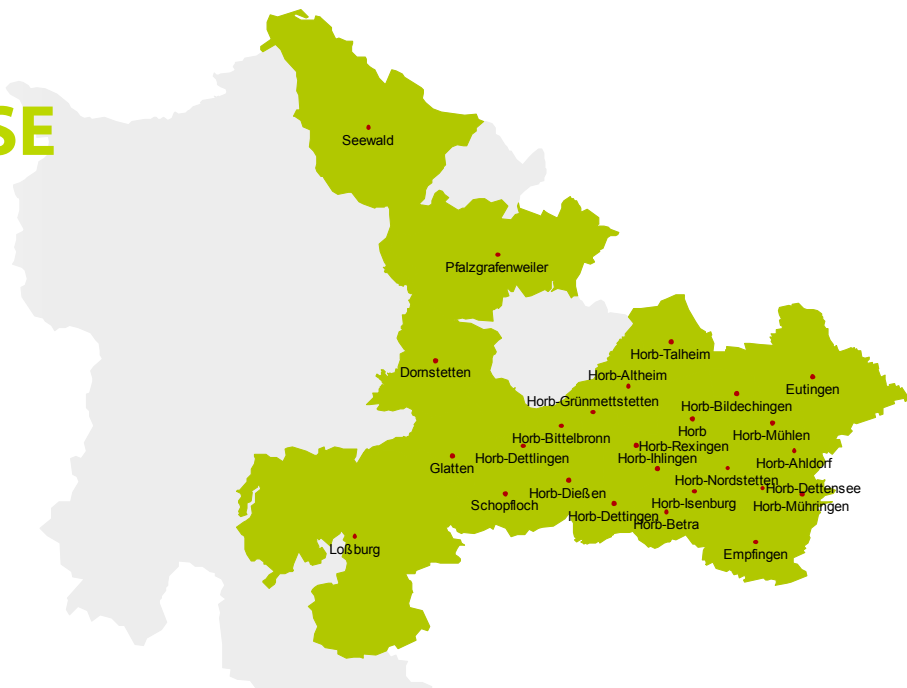 SE
Seewald
Pfalzgrafenweiler
Horb-Talheim
Dornstetten
Horb-Altheim
Eutingen
Horb-Grünmettstetten
Horb-Bildechingen
Horb
Horb-Mühlen
Horb-Bittelbronn
Horb-Rexingen
Horb-Dettlingen
Horb-Ihlingen
Horb-Ahldorf
Glatten
Horb-Nordstetten
Horb-Dettensee
Horb-Dießen
Schopfloch
Horb-Isenburg
Horb-Mühringen
Horb-Dettingen
Horb-Betra
Loßburg
Empfingen